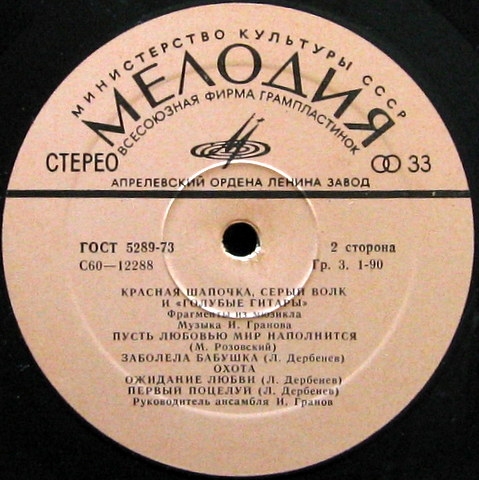 МИНИСТЕРСТВО КУЛЬТУРЫ СССР
МЕЛОДИЯ
ВСЕСОЮЗНАЯ ФИРМА ГРАМПЛАСТИНОК
СТЕРЕО
33
АПРЕЛЕВСКИЙ ОРДЕНА ЛЕНИНА ЗАВОД
ГОСТ 5289-73
2 сторона
С60—12288
Гр. 3. 1-90
КРАСНАЯ ШАПОЧКА, СЕРЫЙ ВОЛК
И «ГОЛУБЫЕ ГИТАРЫ»
Фрагменты из мюзикла
Музыка И. Гранова
ПУСТЬ ЛЮБОВЬЮ МИР НАПОЛНИТСЯ
(М. Розовский)
ЗАБОЛЕЛА БАБУШКА (Л. Дербенев)
ОХОТА
ОЖИДАНИЕ ЛЮБВИ (Л. Дербенев)
ПЕРВЫЙ ПОЦЕЛУЙ (Л. Дербенев)
Руководитель ансамбля И. Гранов